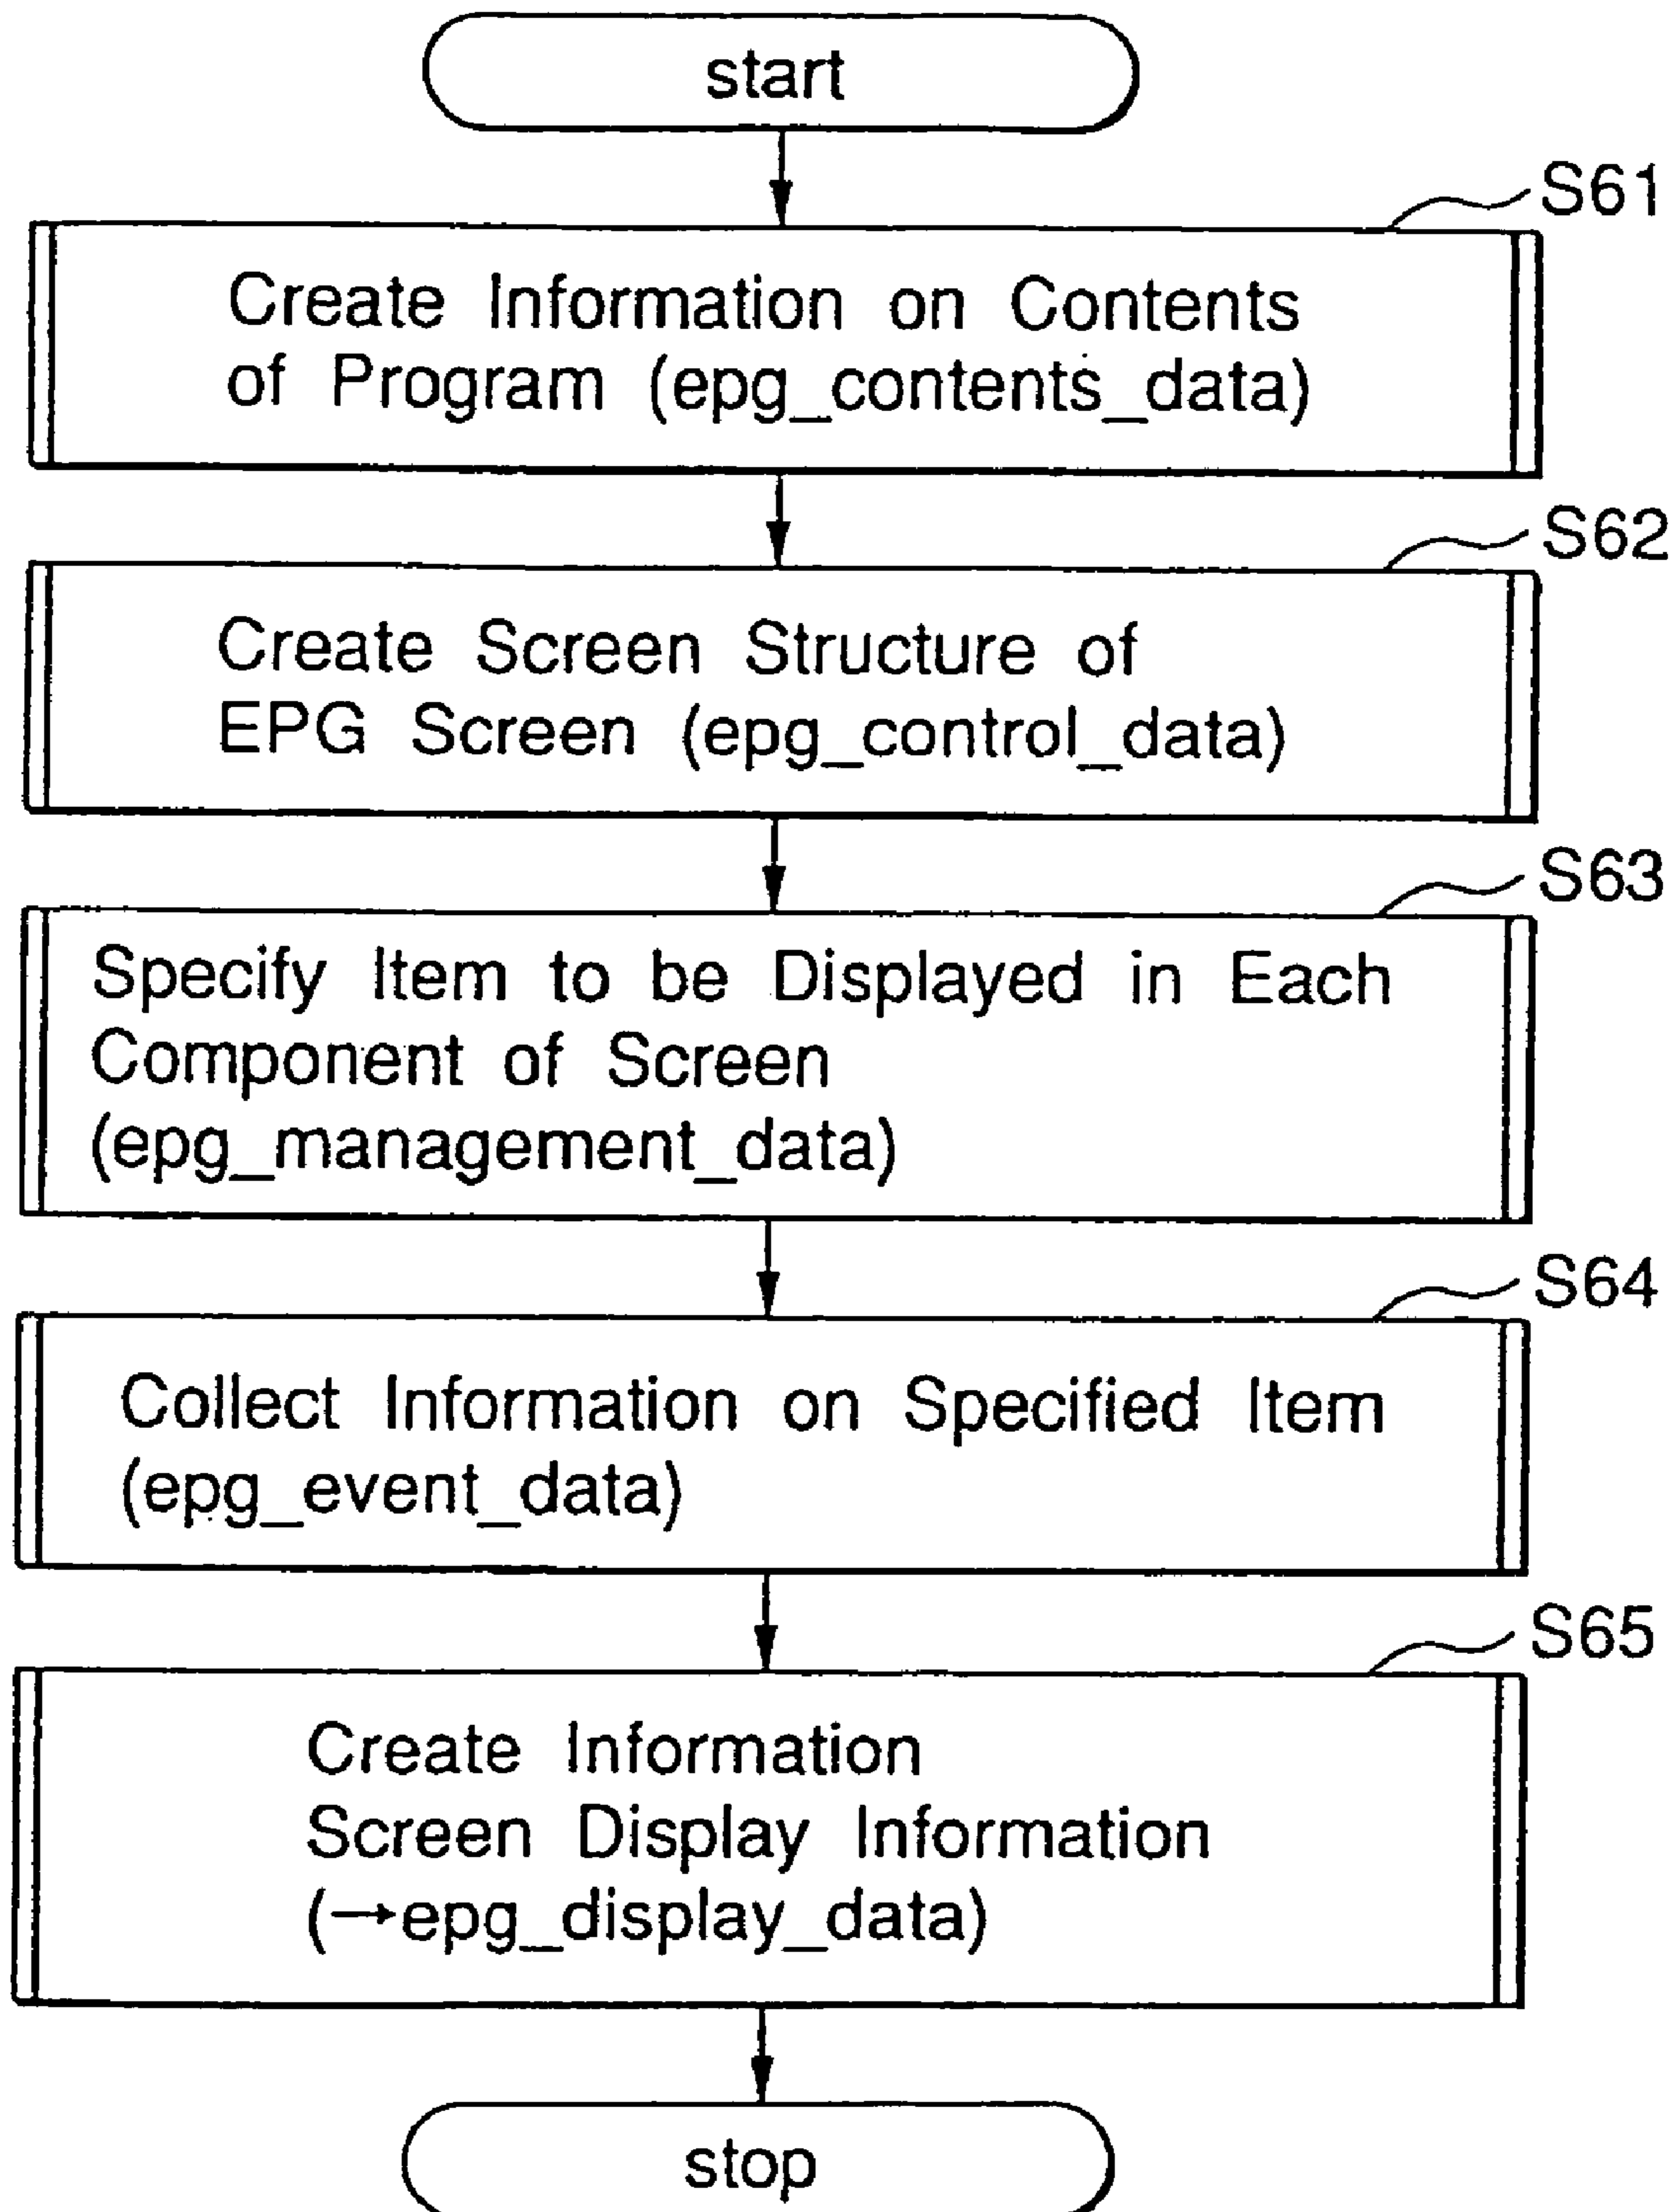 start
S61
Create Information on Contents
of Program (epg_contents_data)
S62
Create Screen Structure of
EPG Screen (epg_control_data)
S63
Specify Item to be Displayed in Each
Component of Screen
(epg_management_data)
S64
Collect Information on Specified Item
(epg_event_data)
S65
Create Information
Screen Display Information
(→epg_display_data)
stop